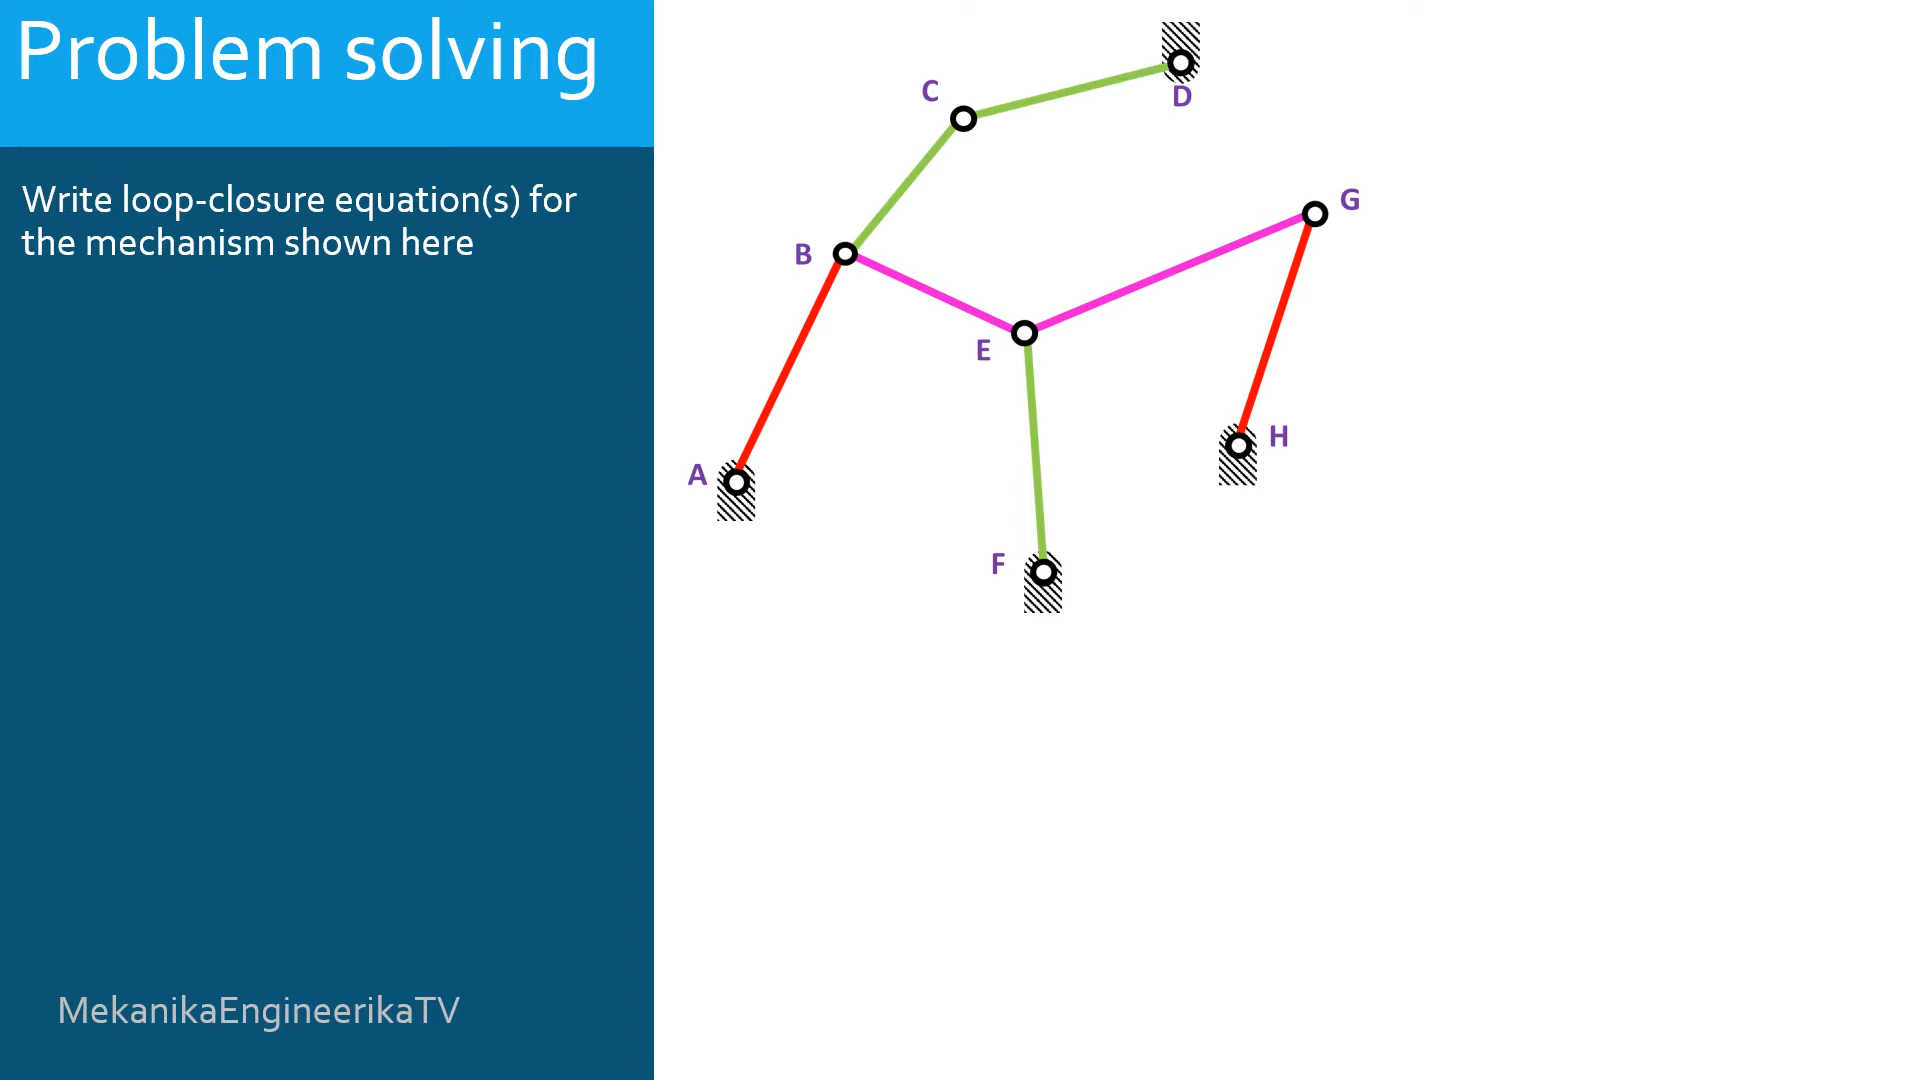 Problem solving
Write loop-closure equation(s) for
the mechanism shown here
D
C
G
B
E
H
A
F
MekanikaEngineerikaTV